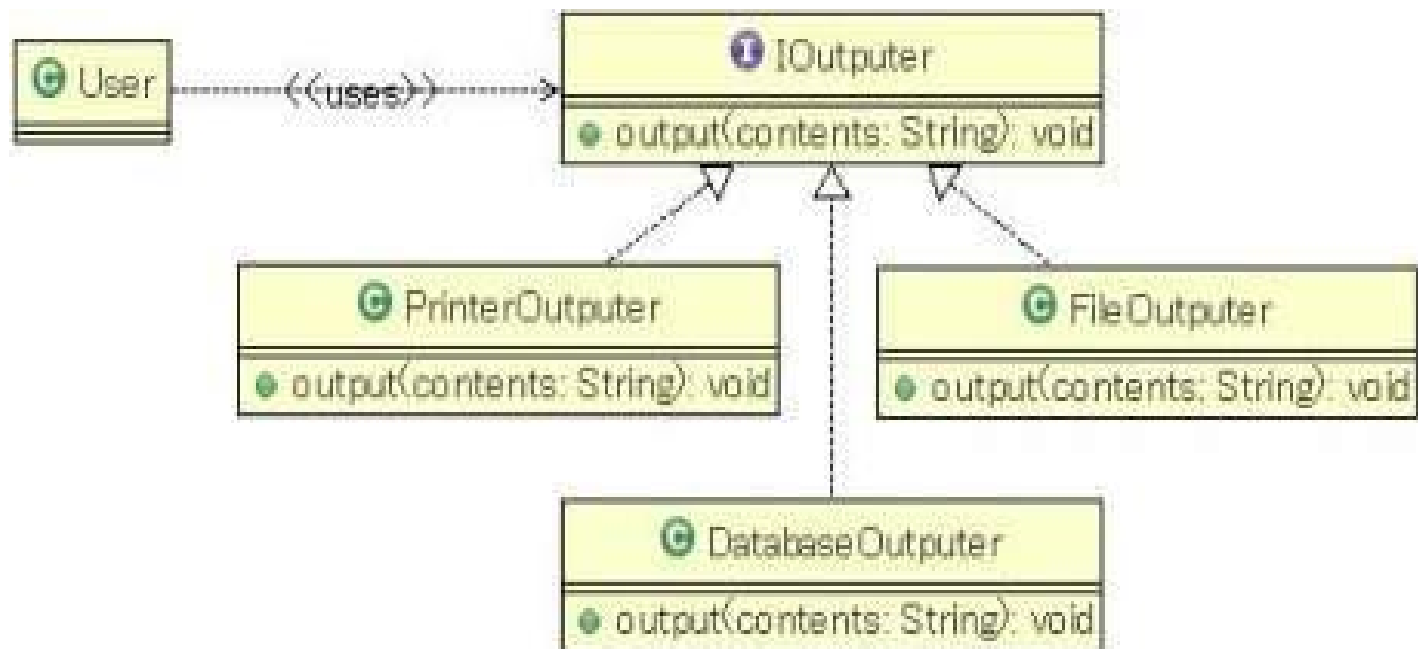 User
<<uses>>
I IOutputer
output(contents: String): void
C PrinterOutputer
output(contents: String): void
C FileOutputer
output(contents: String): void
C DatabaseOutputer
output(contents: String): void